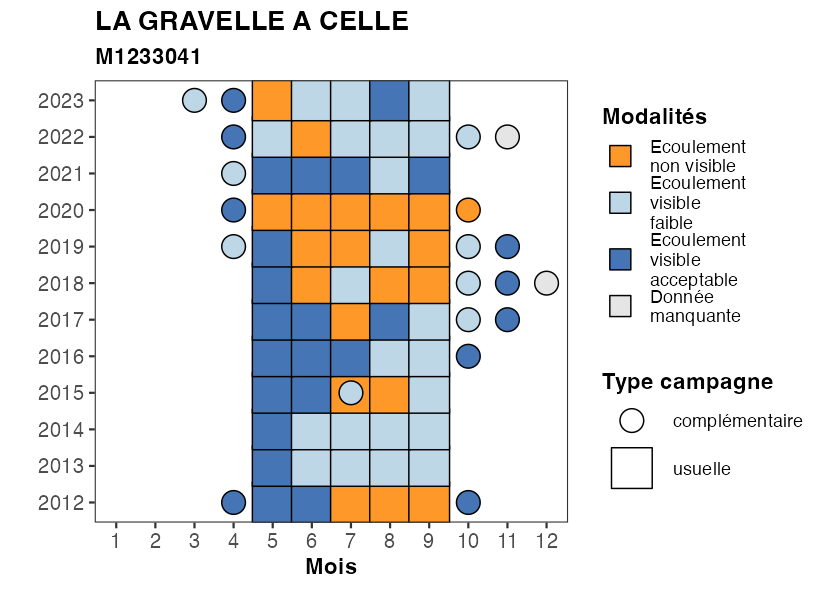 LA GRAVELLE A CELLE
M1233041
2023
2022
2021
2020
2019
2018
2017
2016
2015
2014
2013
2012
1 2 3 4 5 6 7 8 9 10 11 12
Mois
Modalités
Ecoulement
non visible
Ecoulement
visible
faible
Ecoulement
visible
acceptable
Donnée
manquante
Type campagne
complémentaire
usuelle